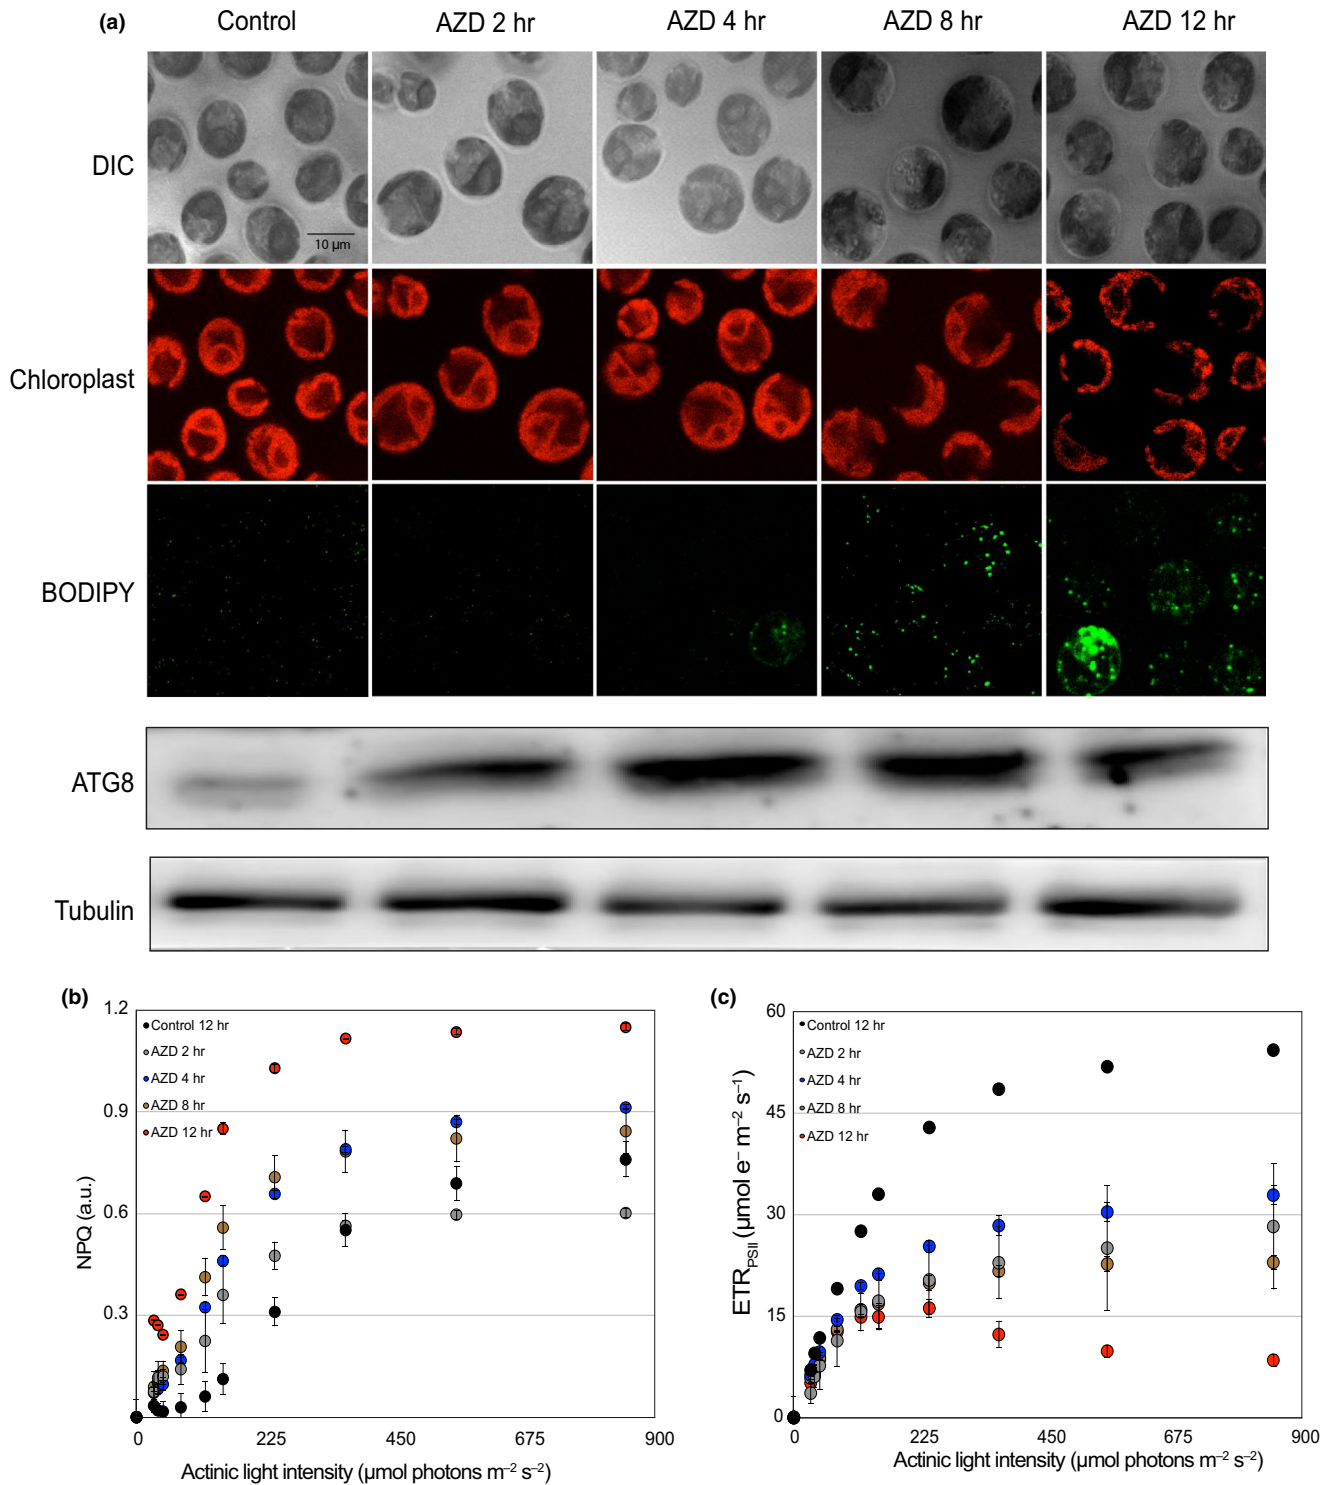 (a) Control AZD 2 hr AZD 4 hr AZD 8 hr AZD 12 hr
DIC
10 µm
Chloroplast
BODIPY
ATG8
Tubulin
(b)
1.2
0.9
0.6
0.3
0
NPQ (a.u.)
Control 12 hr
AZD 2 hr
AZD 4 hr
AZD 8 hr
AZD 12 hr
0 225 450 675 900
Actinic light intensity (µmol photons m⁻² s⁻²)
(c)
60
45
30
15
0
ETR_PSII (µmol e⁻ m⁻² s⁻¹)
Control 12 hr
AZD 2 hr
AZD 4 hr
AZD 8 hr
AZD 12 hr
0 225 450 675 900
Actinic light intensity (µmol photons m⁻² s⁻²)